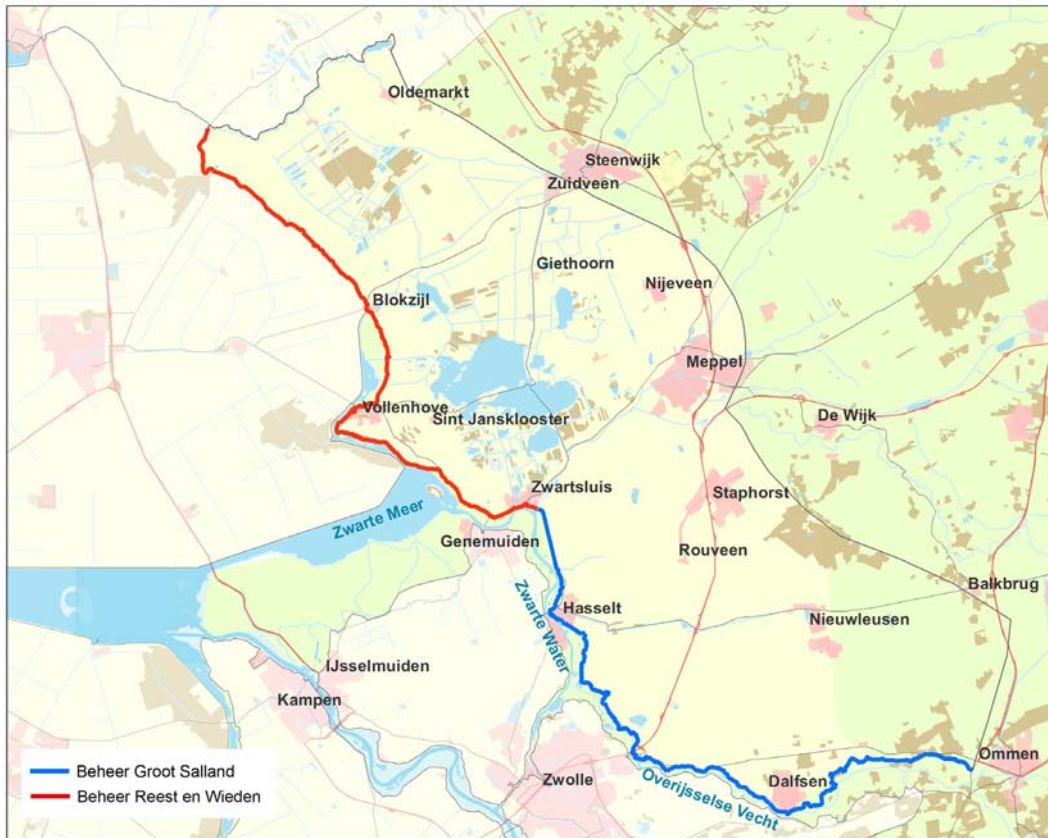 Oldemarkt
Steenwijk
Zuidveen
Giethoorn
Nijeveen
Blokzijl
Meppel
Vollenhove
Sint Jansklooster
De Wijk
Zwartsluis
Staphorst
Zwarte Meer
Genemuiden
Rouveen
Balkbrug
Zwarte Water
Hasselt
Nieuwleusen
IJsselmuiden
Kampen
Ommen
Zwolle
Dalfsen
Overijsselse Vecht
Beheer Groot Salland
Beheer Reest en Wieden